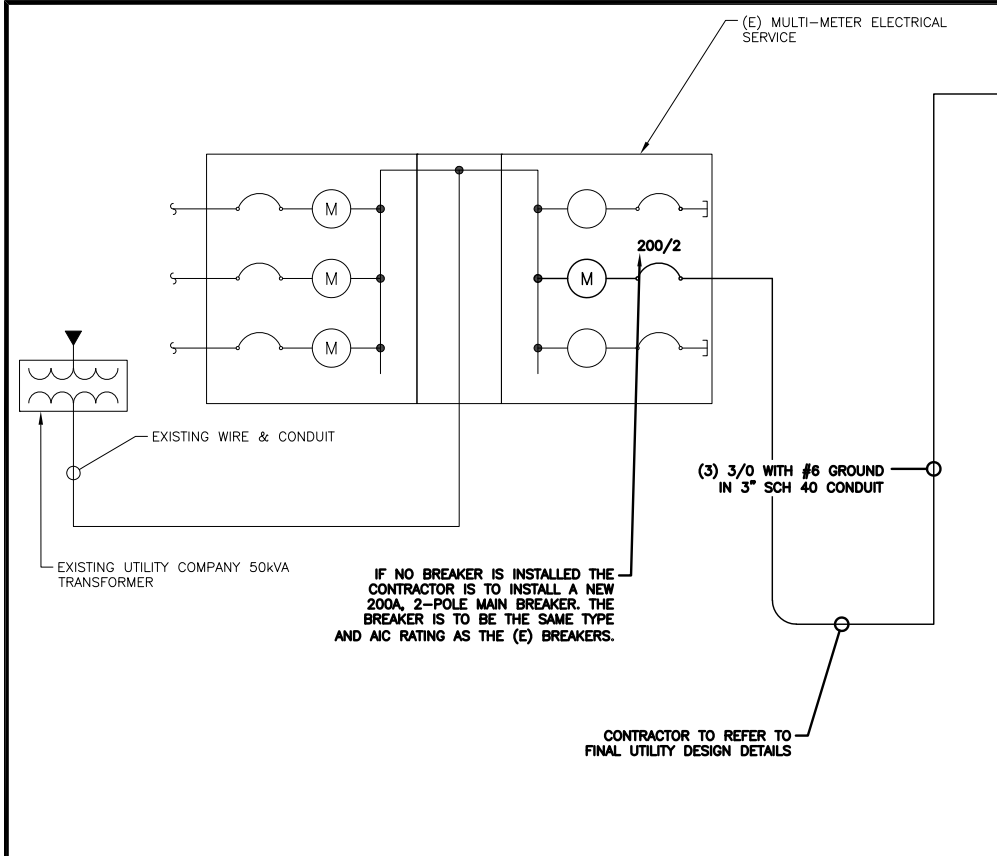 (E) MULTI-METER ELECTRICAL
SERVICE
M
M
M
M
200/2
EXISTING WIRE & CONDUIT
(3) 3/0 WITH #6 GROUND
IN 3" SCH 40 CONDUIT
EXISTING UTILITY COMPANY 50kVA
TRANSFORMER
IF NO BREAKER IS INSTALLED THE
CONTRACTOR IS TO INSTALL A NEW
200A, 2-POLE MAIN BREAKER. THE
BREAKER IS TO BE THE SAME TYPE
AND AIC RATING AS THE (E) BREAKERS.
CONTRACTOR TO REFER TO
FINAL UTILITY DESIGN DETAILS